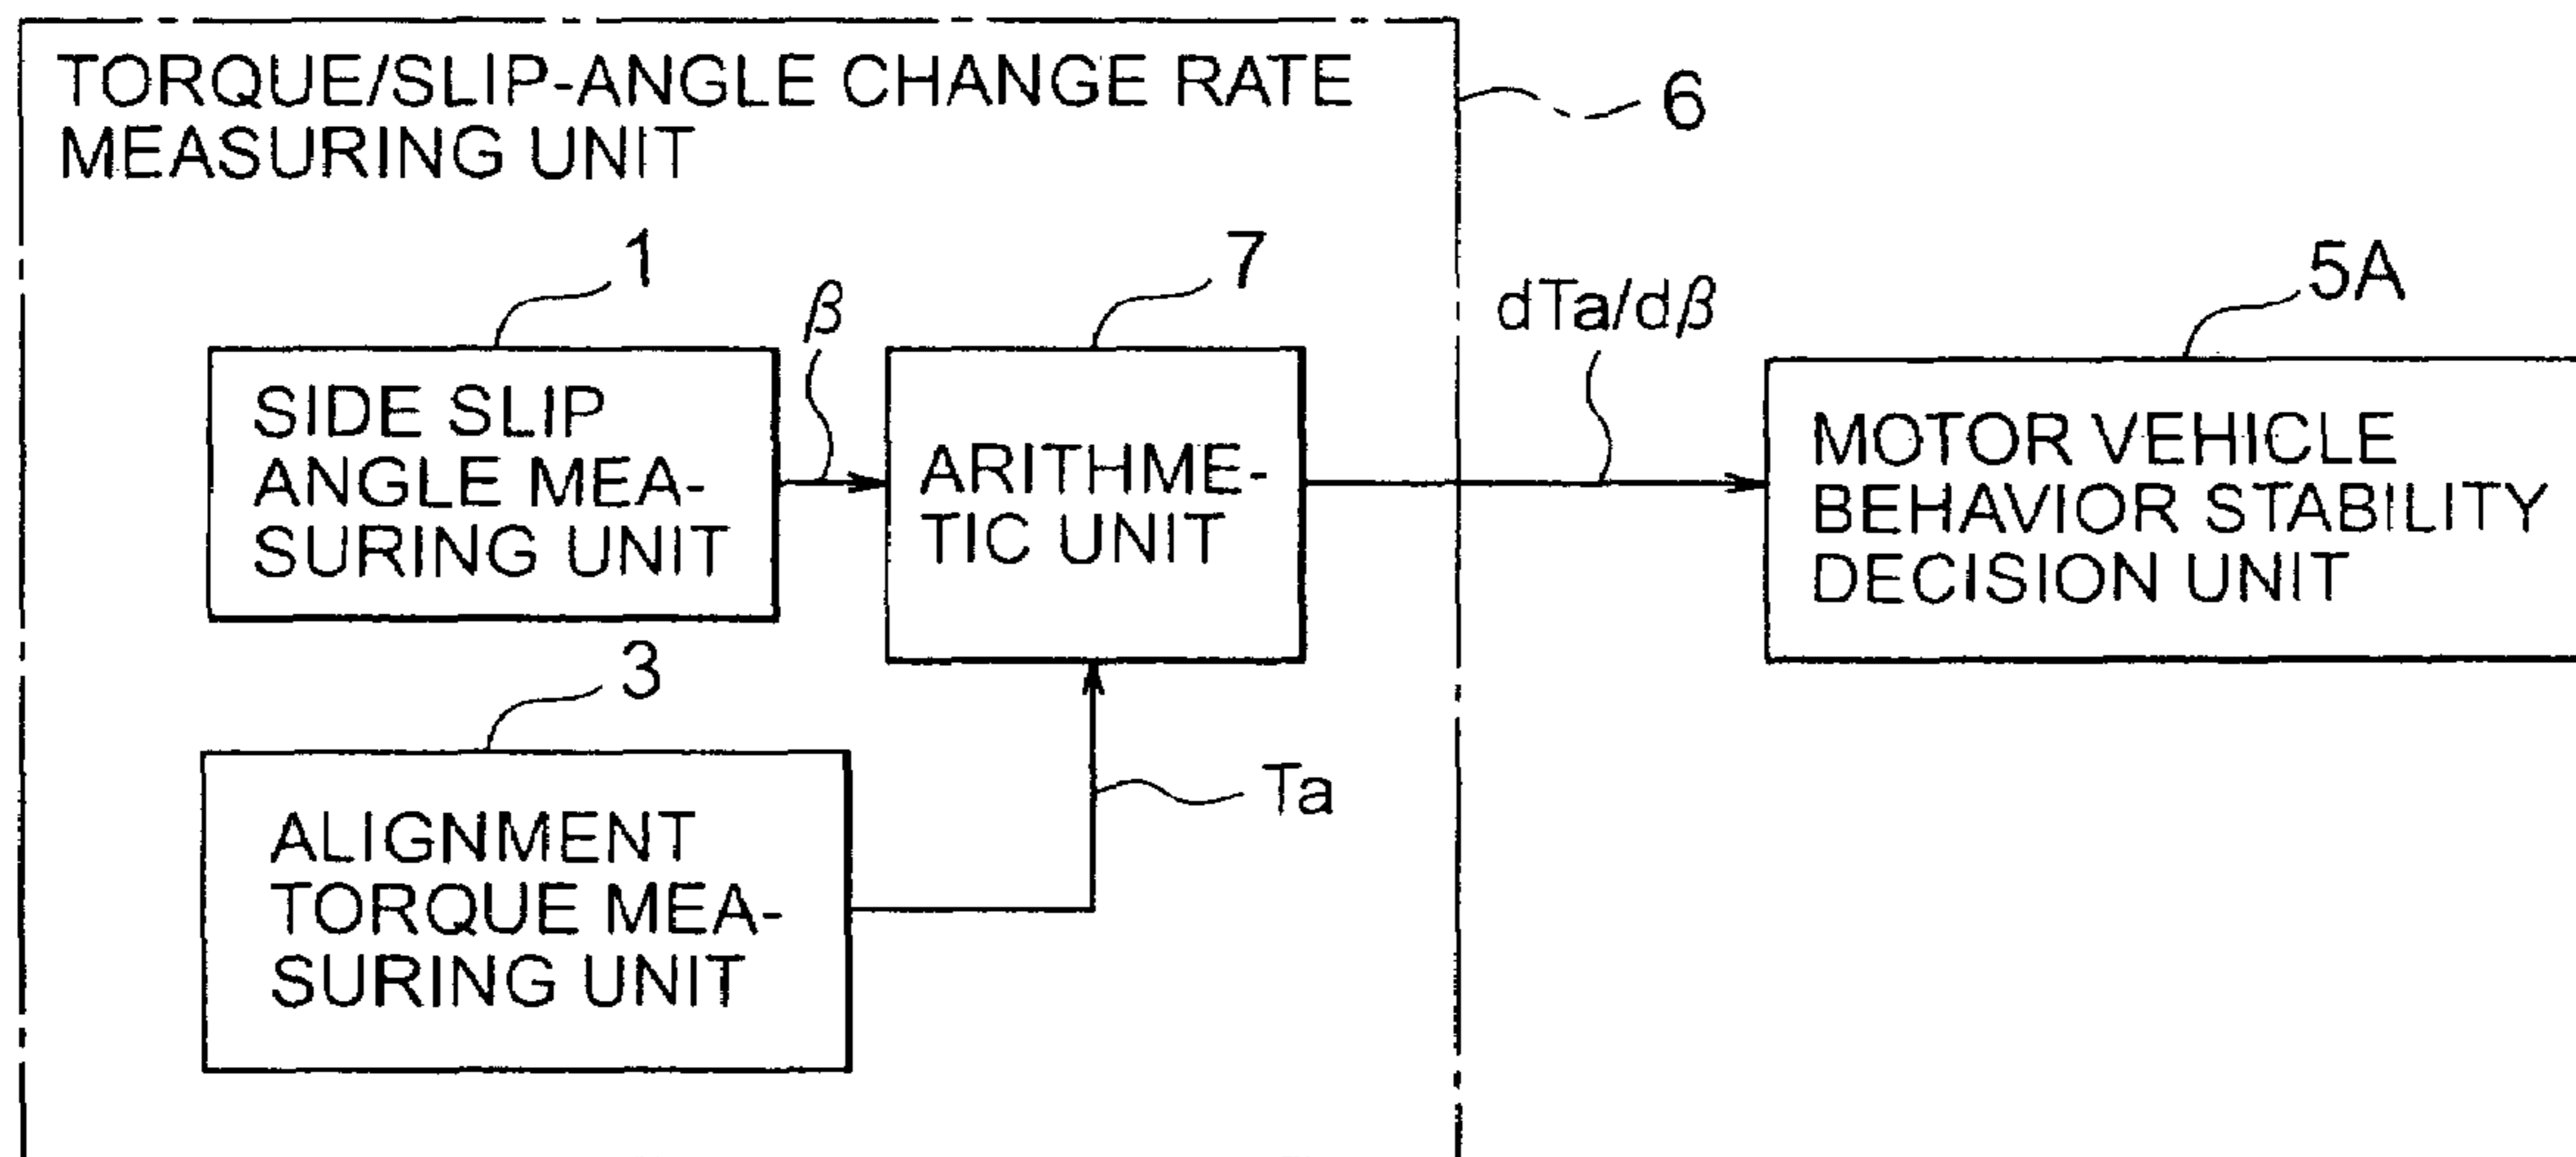 TORQUE/SLIP-ANGLE CHANGE RATE
MEASURING UNIT
6
1
β
7
dTa/dβ
5A
SIDE SLIP
ANGLE MEA-
SURING UNIT
ARITHME-
TIC UNIT
MOTOR VEHICLE
BEHAVIOR STABILITY
DECISION UNIT
3
Ta
ALIGNMENT
TORQUE MEA-
SURING UNIT